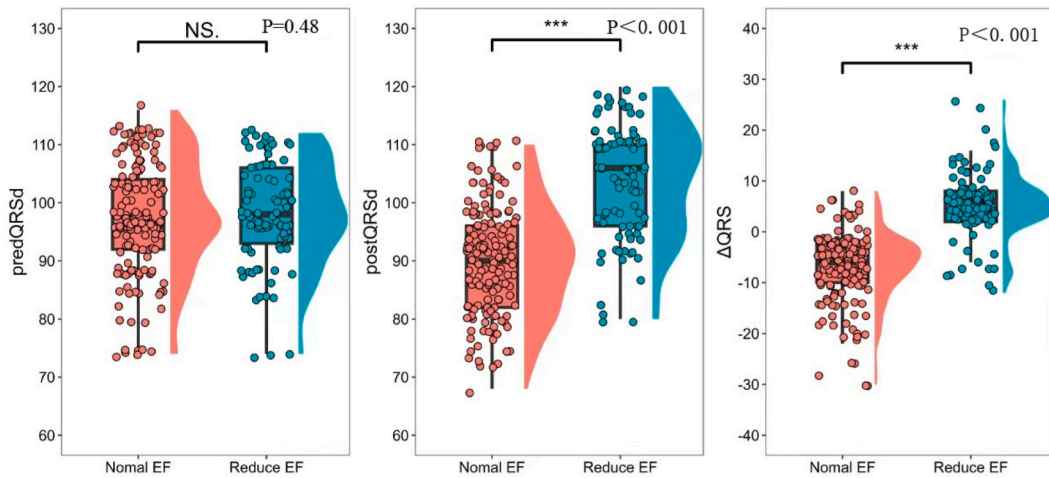 130
120
110
100
90
80
70
60
predQRSd
NS.
P=0.48
Nomal EF
Reduce EF
130
120
110
100
90
80
70
60
postQRSd
***
P<0.001
Nomal EF
Reduce EF
40
30
20
10
0
-10
-20
-30
-40
ΔQRS
***
P<0.001
Nomal EF
Reduce EF